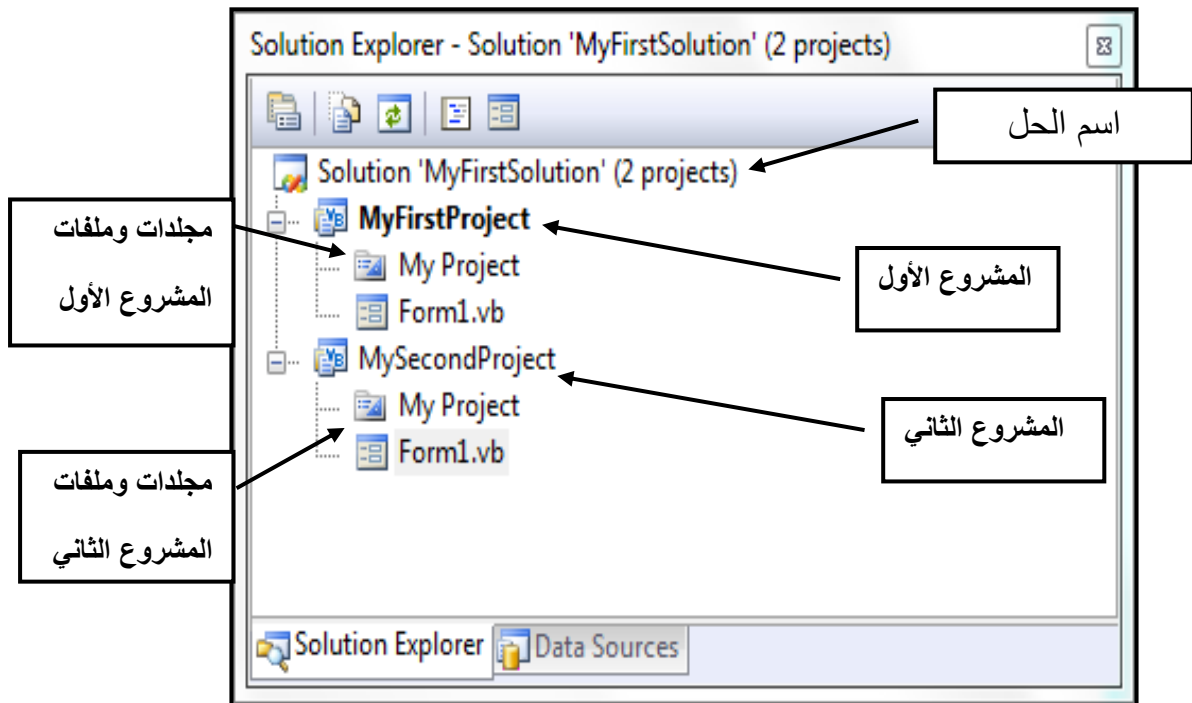 Solution Explorer - Solution 'MyFirstSolution' (2 projects)
اسم الحل
Solution 'MyFirstSolution' (2 projects)
MyFirstProject
مجلدات وملفات
المشروع الأول
My Project
المشروع الأول
Form1.vb
MySecondProject
My Project
المشروع الثاني
Form1.vb
مجلدات وملفات
المشروع الثاني
Solution Explorer
Data Sources